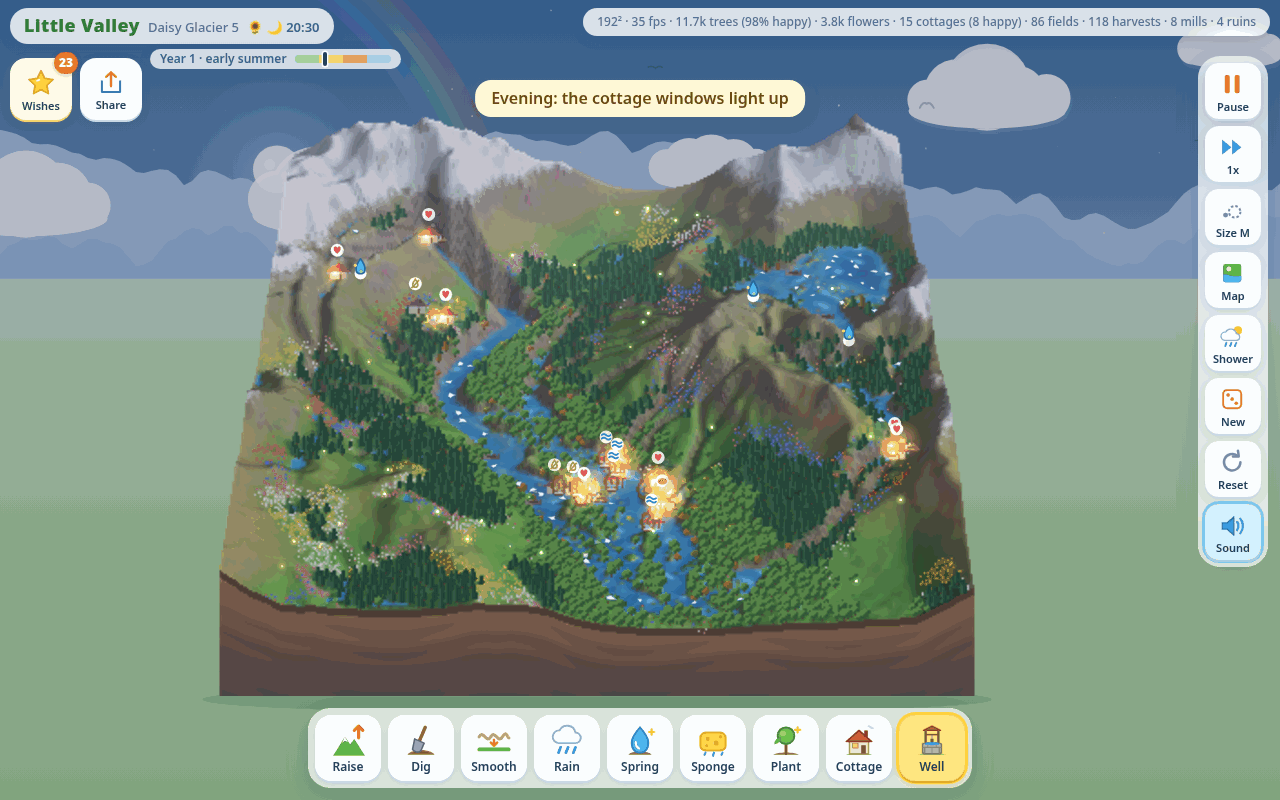 Little Valley Daisy Glacier 5 20:30
192² · 35 fps · 11.7k trees (98% happy) · 3.8k flowers · 15 cottages (8 happy) · 86 fields · 118 harvests · 8 mills · 4 ruins
Year 1 · early summer
23
Wishes
Share
Evening: the cottage windows light up
Pause
1x
Size M
Map
Shower
New
Reset
Sound
Raise
Dig
Smooth
Rain
Spring
Sponge
Plant
Cottage
Well